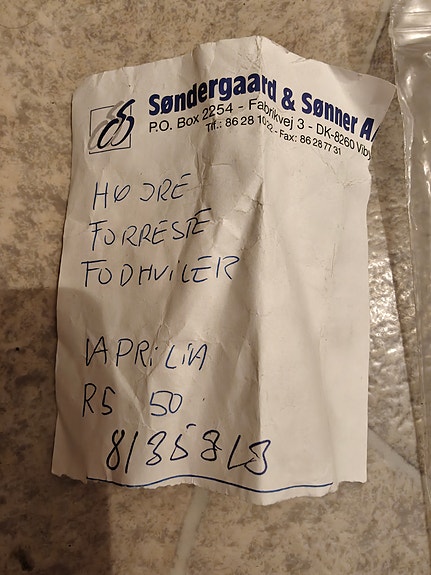 Søndergaard & Sønner A/
P.O. Box 2254 - Fabrikvej 3 - DK-8260 Viby
Tlf.: 86 28 10 22 - Fax: 86 28 77 31
HØJRE
FORRESTE
FODHVILER
APRILIA
RS 50